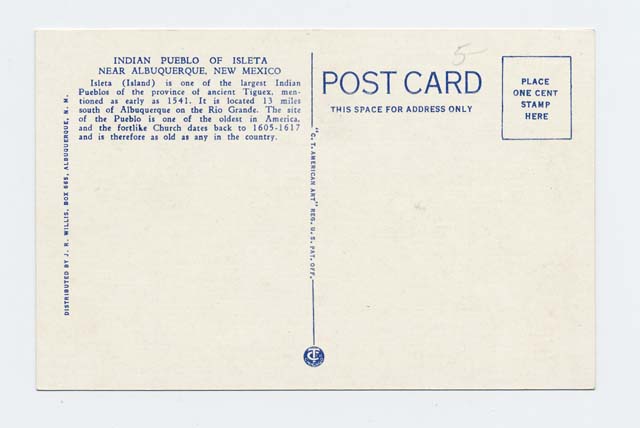 INDIAN PUEBLO OF ISLETA
NEAR ALBUQUERQUE, NEW MEXICO
Isleta (Island) is one of the largest Indian
Pueblos of the province of ancient Tiguex, men-
tioned as early as 1541. It is located 13 miles
south of Albuquerque on the Rio Grande. The site
of the Pueblo is one of the oldest in America,
and the fortlike Church dates back to 1605-1617
and is therefore as old as any in the country.
DISTRIBUTED BY J. R. WILLIS, BOX 665, ALBUQUERQUE, N. M.
"C. T. AMERICAN ART" REG. U. S. PAT. OFF.
5
POST CARD
THIS SPACE FOR ADDRESS ONLY
PLACE
ONE CENT
STAMP
HERE